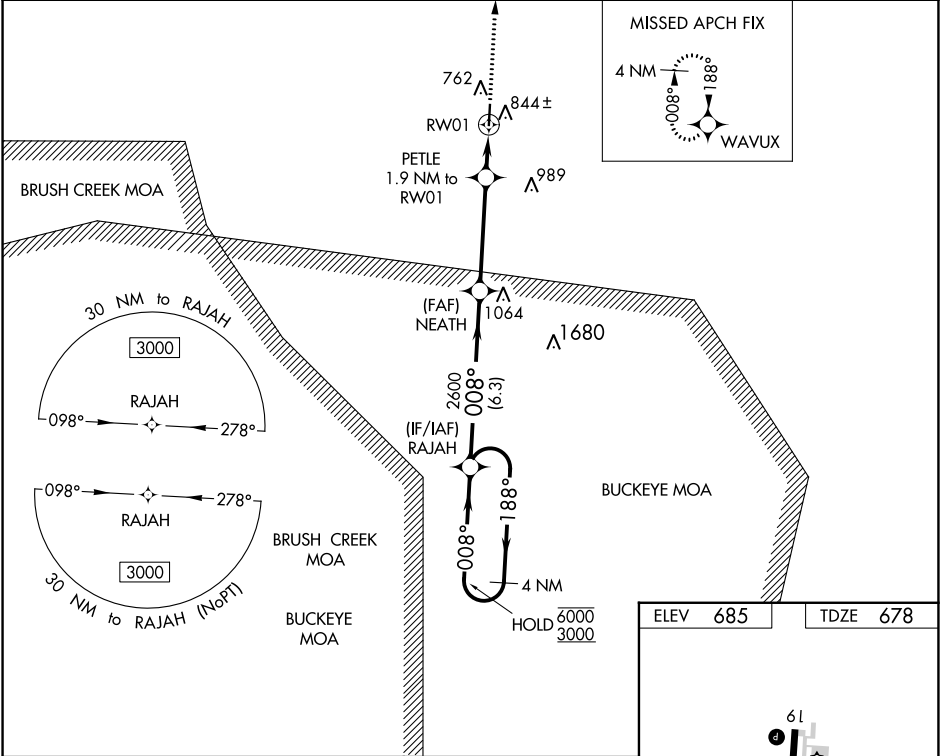 MISSED APCH FIX
4 NM
188°
008°
WAVUX
762
844±
RW01
PETLE
1.9 NM to
RW01
989
BRUSH CREEK MOA
(FAF)
NEATH
1064
1680
30 NM to RAJAH
3000
RAJAH
098°
278°
2600
008°
(6.3)
(IF/IAF)
RAJAH
098°
278°
RAJAH
3000
30 NM to RAJAH (NoPT)
BUCKEYE MOA
188°
008°
BRUSH CREEK
MOA
BUCKEYE
MOA
4 NM
HOLD 6000
3000
ELEV 685
TDZE 678
19
P